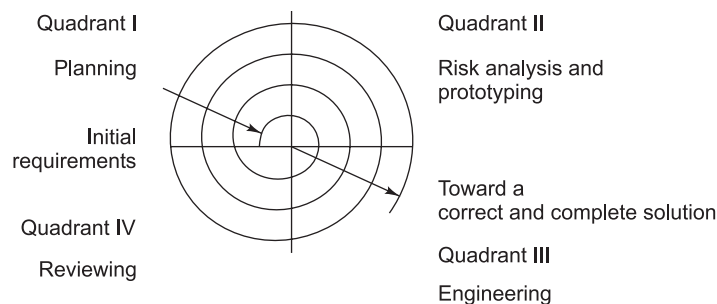 Quadrant I
Planning
Initial
requirements
Quadrant IV
Reviewing
Quadrant II
Risk analysis and
prototyping
Toward a
correct and complete solution
Quadrant III
Engineering